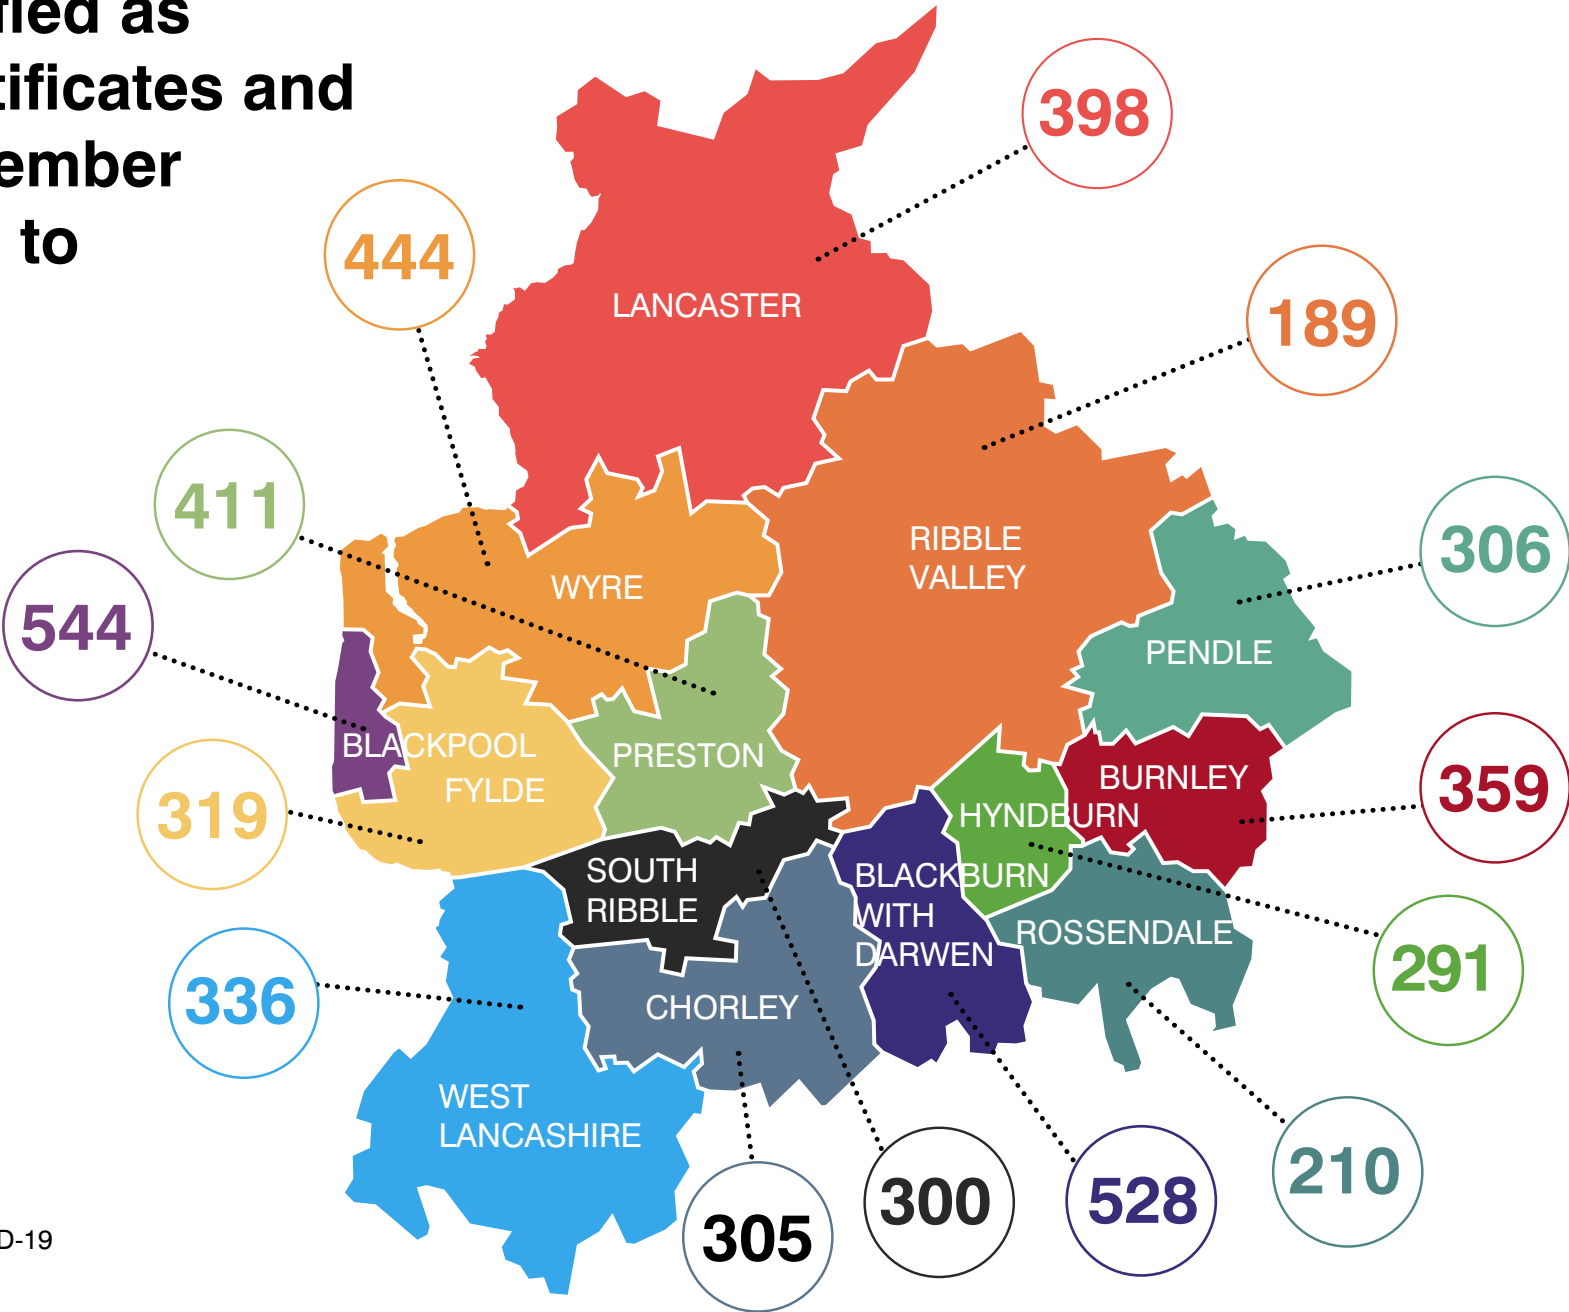 fied as
tificates and
ember
to
398
444
189
LANCASTER
411
306
RIBBLE
VALLEY
WYRE
544
PENDLE
BLACKPOOL
PRESTON
BURNLEY
359
FYLDE
319
HYNDBURN
SOUTH
RIBBLE
BLACKBURN
WITH
DARWEN
ROSSENDALE
291
336
CHORLEY
WEST
LANCASHIRE
210
300
528
305
D-19